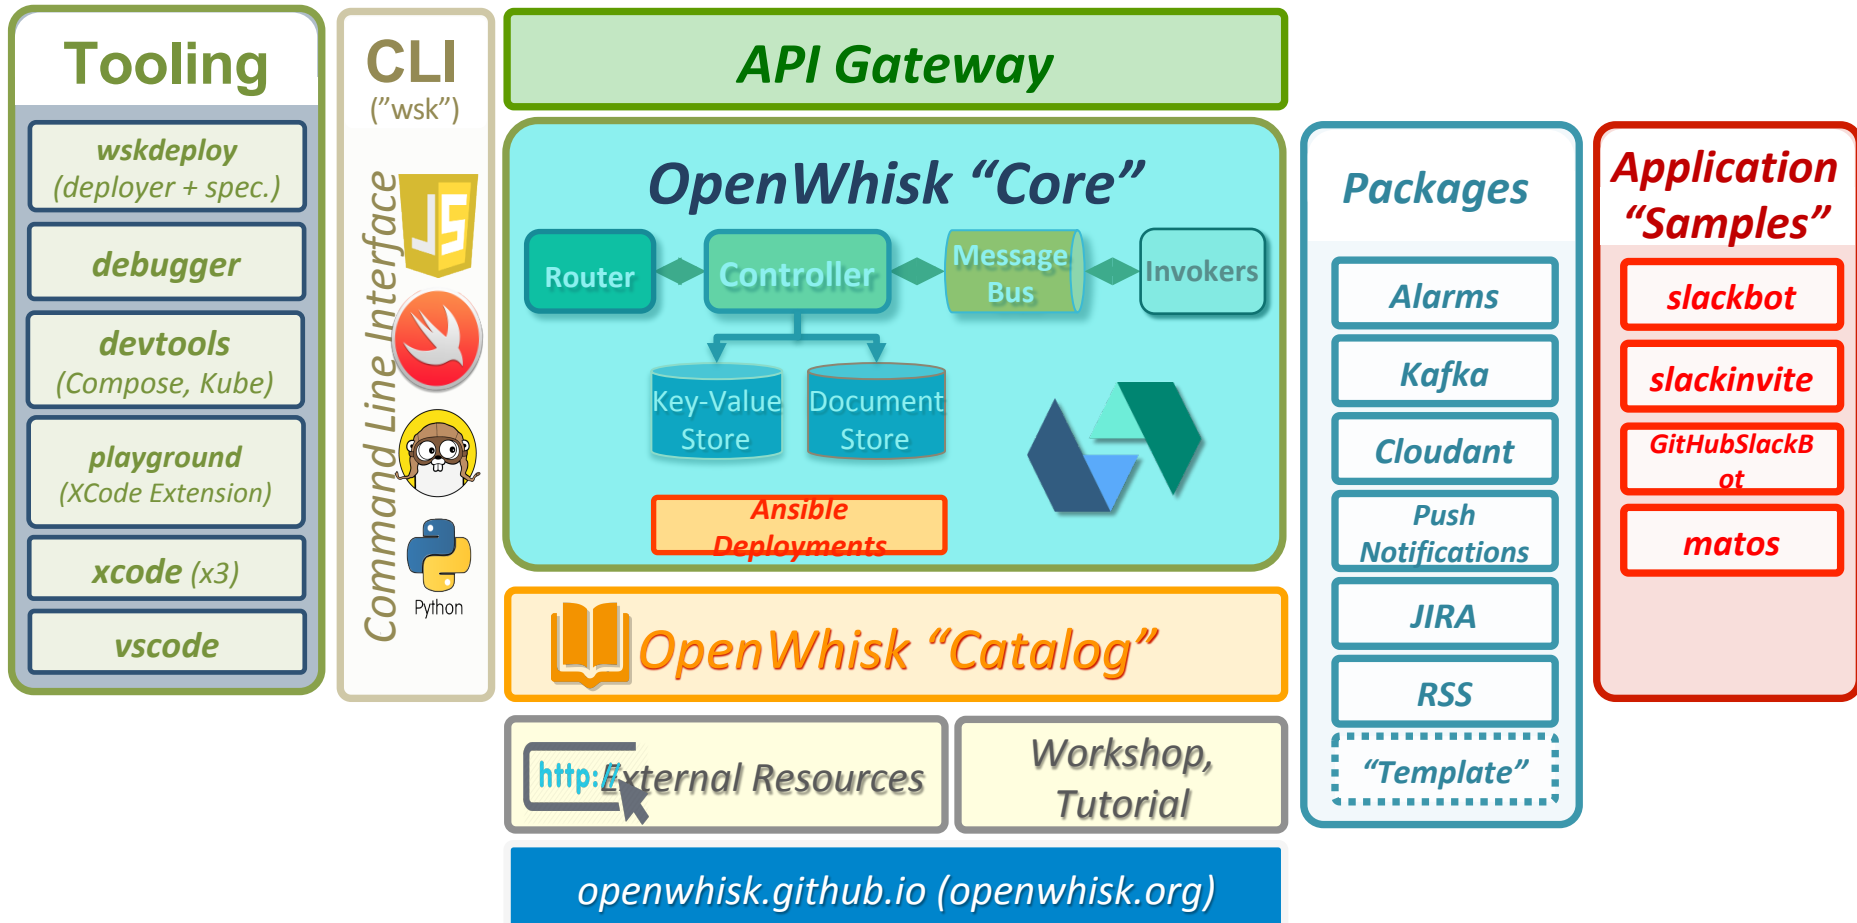 Tooling
wskdeploy
(deployer + spec.)
debugger
devtools
(Compose, Kube)
playground
(XCode Extension)
xcode (x3)
vscode
CLI
(”wsk”)
Command Line Interface
JS
Python
API Gateway
OpenWhisk “Core”
Router
Controller
Message
Bus
Invokers
Key-Value
Store
Document
Store
Ansible
Deployments
OpenWhisk “Catalog”
http://
External Resources
Workshop,
Tutorial
openwhisk.github.io (openwhisk.org)
Packages
Alarms
Kafka
Cloudant
Push
Notifications
JIRA
RSS
“Template”
Application
“Samples”
slackbot
slackinvite
GitHubSlackB
ot
matos